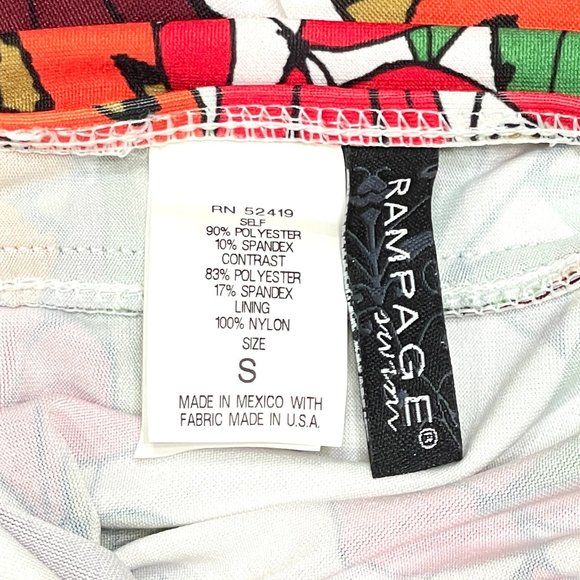 RN 52419
SELF
90% POLYESTER
10% SPANDEX
CONTRAST
83% POLYESTER
17% SPANDEX
LINING
100% NYLON
SIZE
S
MADE IN MEXICO WITH
FABRIC MADE IN U.S.A.
RAMPAGE®
swim